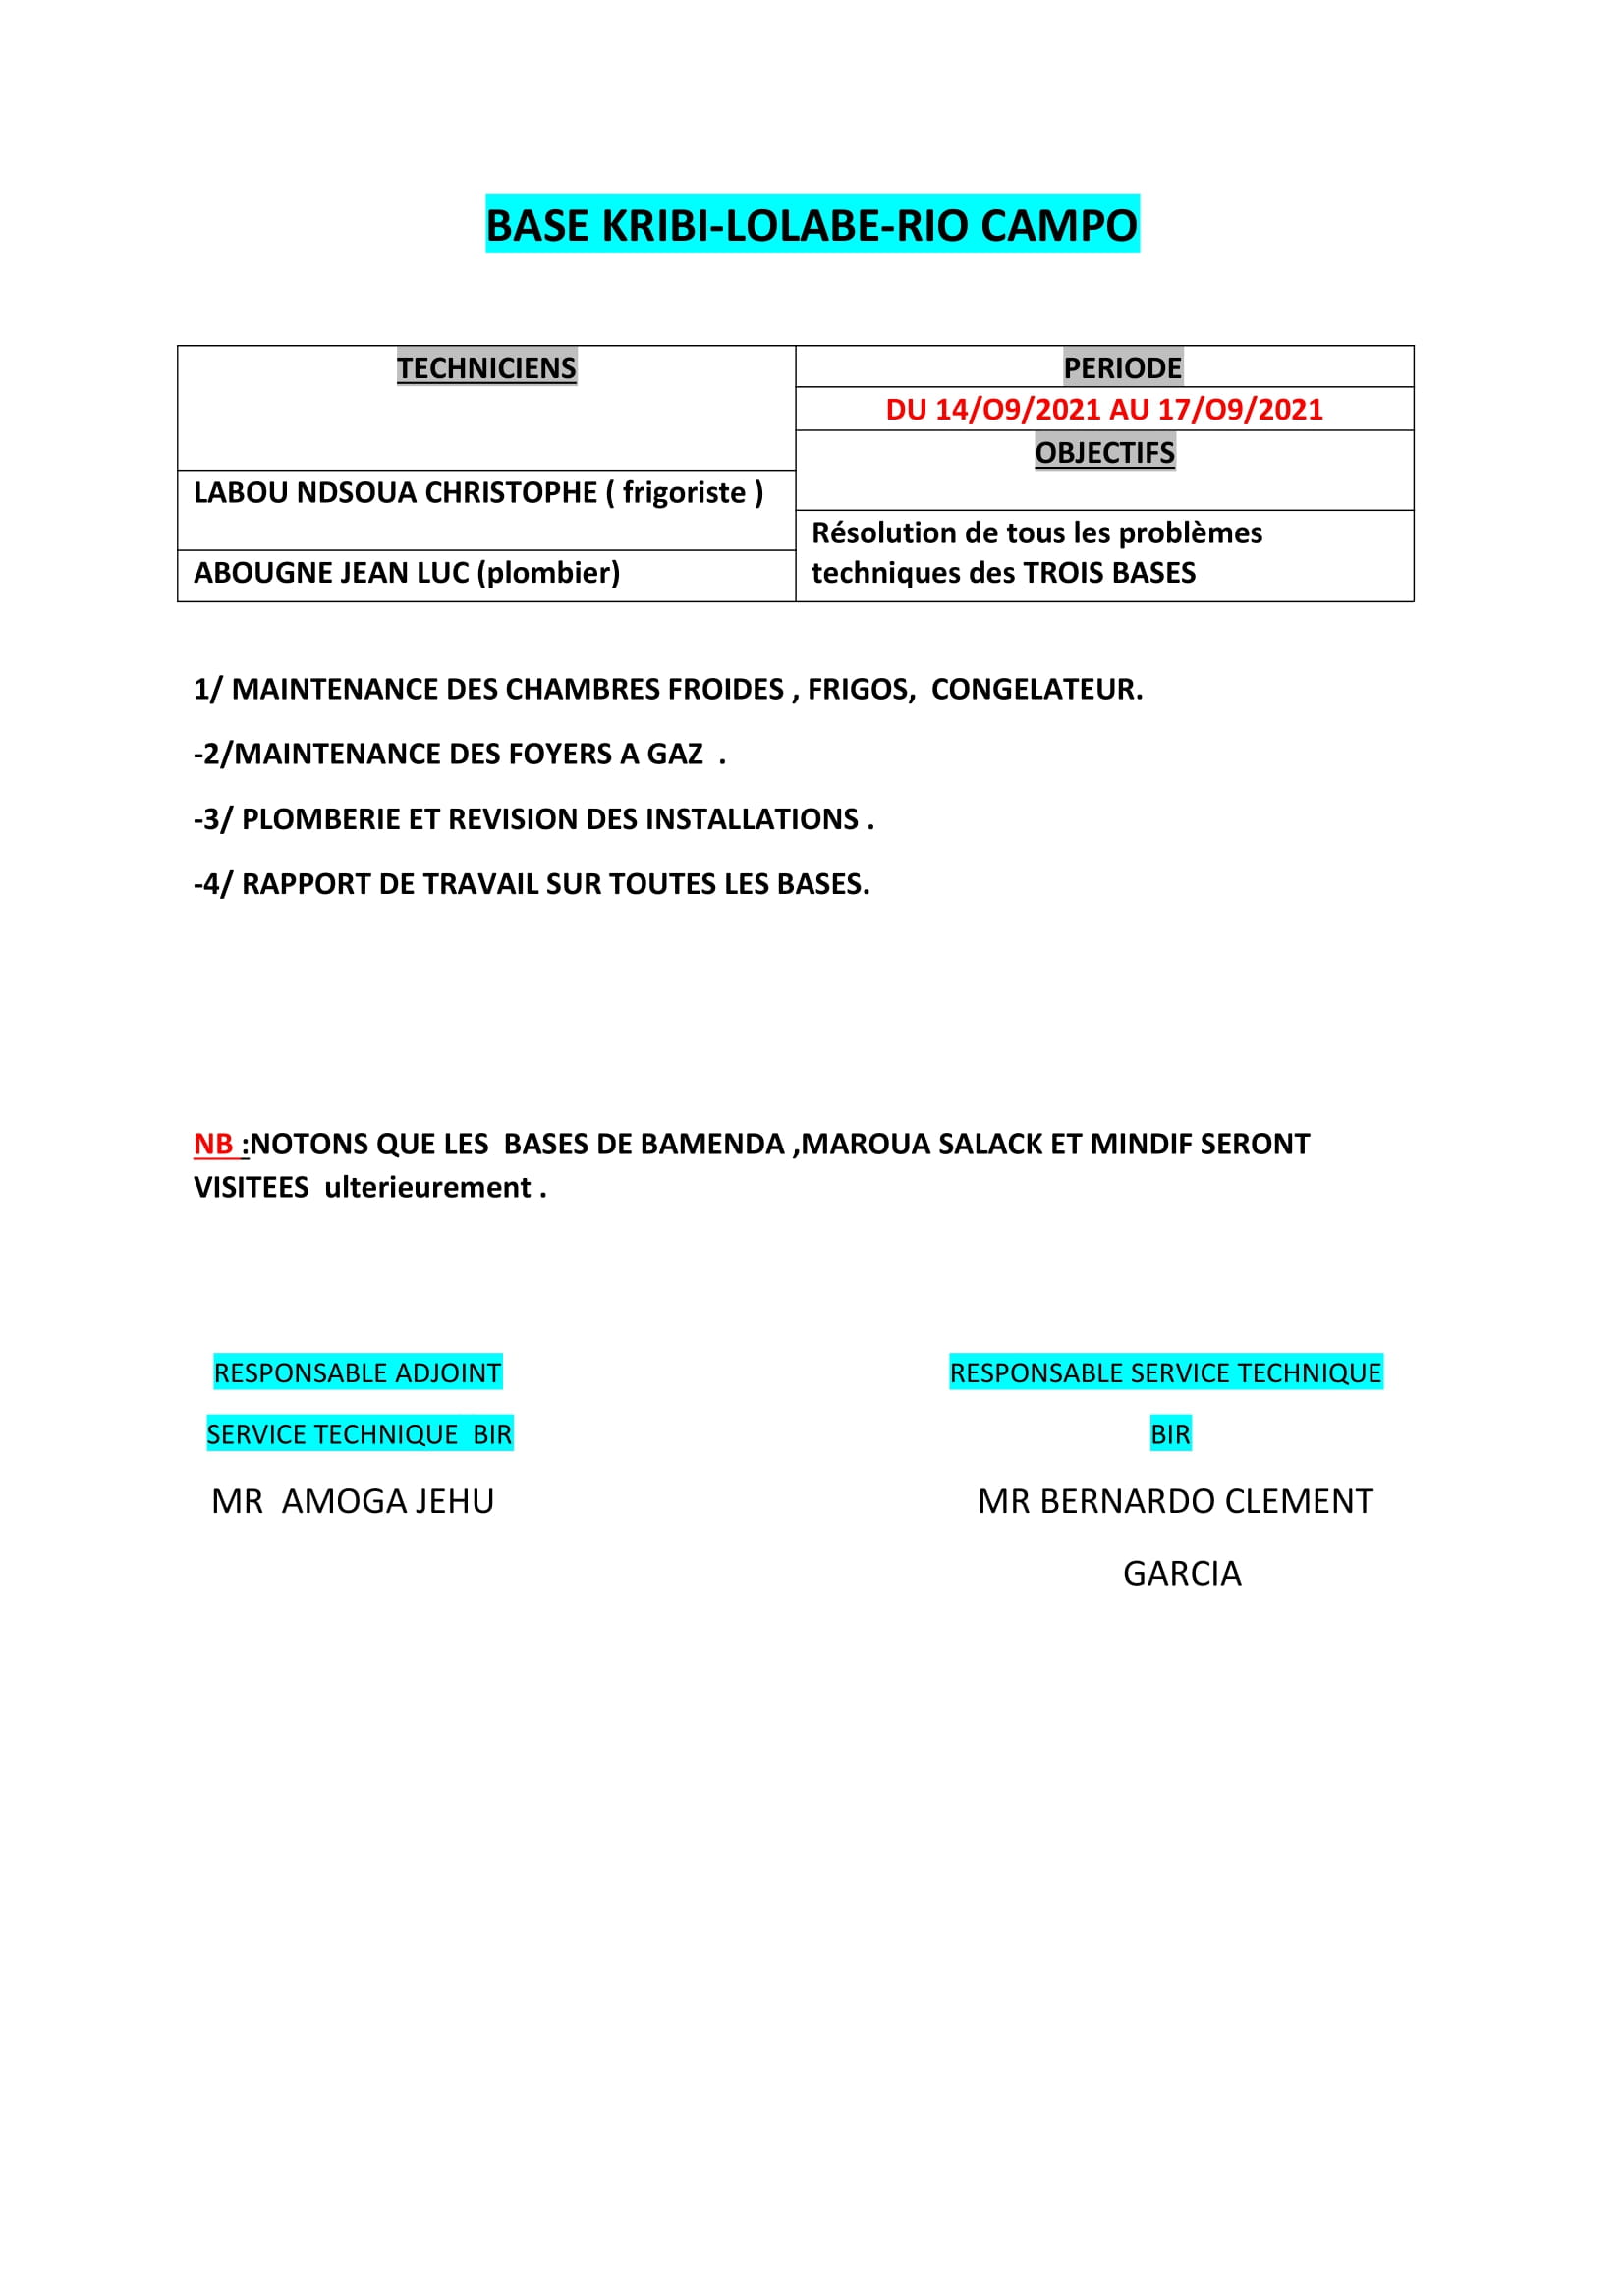 BASE KRIBI-LOLABE-RIO CAMPO
TECHNICIENS
PERIODE
DU 14/O9/2021 AU 17/O9/2021
OBJECTIFS
LABOU NDSOUA CHRISTOPHE ( frigoriste )
Résolution de tous les problèmes
techniques des TROIS BASES
ABOUGNE JEAN LUC (plombier)
1/ MAINTENANCE DES CHAMBRES FROIDES , FRIGOS,  CONGELATEUR.
-2/MAINTENANCE DES FOYERS A GAZ  .
-3/ PLOMBERIE ET REVISION DES INSTALLATIONS .
-4/ RAPPORT DE TRAVAIL SUR TOUTES LES BASES.
NB :NOTONS QUE LES  BASES DE BAMENDA ,MAROUA SALACK ET MINDIF SERONT
VISITEES  ulterieurement .
RESPONSABLE ADJOINT
SERVICE TECHNIQUE  BIR
MR  AMOGA JEHU
RESPONSABLE SERVICE TECHNIQUE
BIR
MR BERNARDO CLEMENT
GARCIA